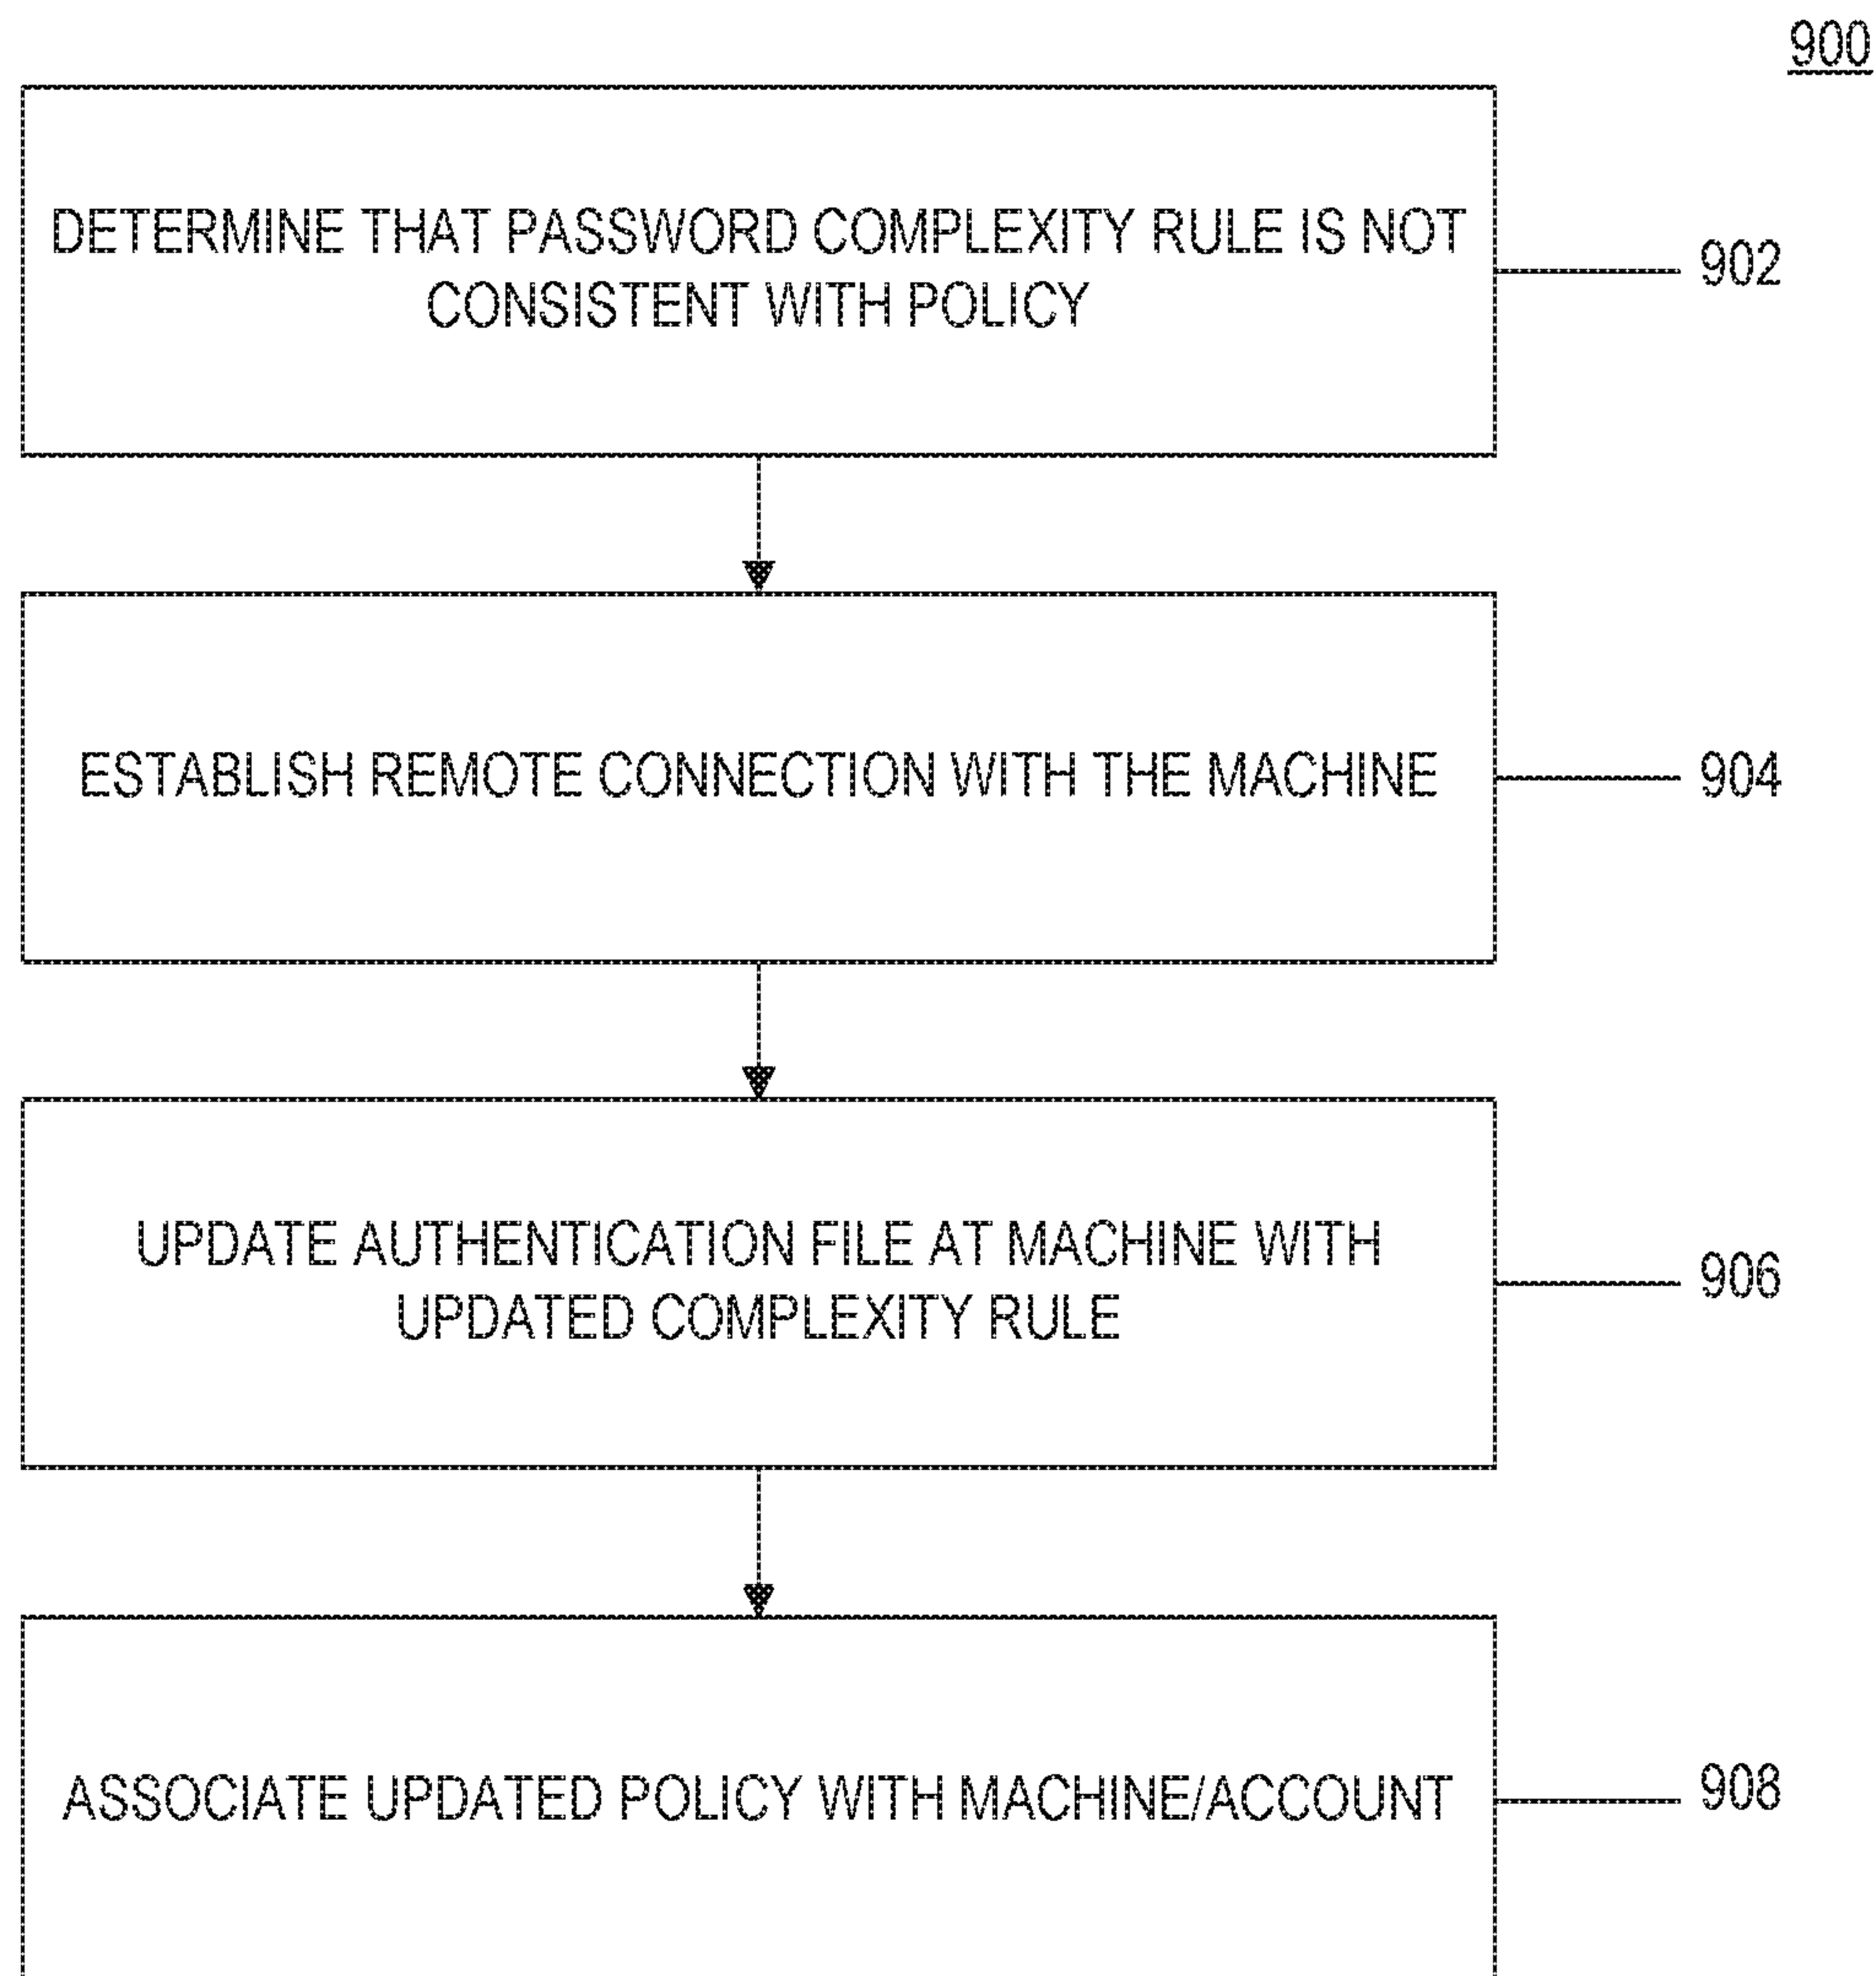 900
DETERMINE THAT PASSWORD COMPLEXITY RULE IS NOT
CONSISTENT WITH POLICY
902
ESTABLISH REMOTE CONNECTION WITH THE MACHINE
904
UPDATE AUTHENTICATION FILE AT MACHINE WITH
UPDATED COMPLEXITY RULE
906
ASSOCIATE UPDATED POLICY WITH MACHINE/ACCOUNT
908